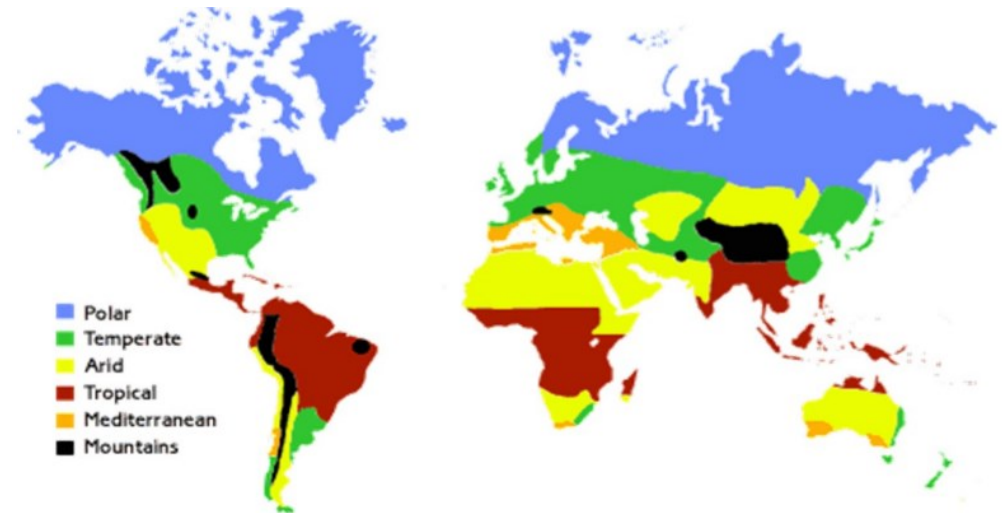 Polar
Temperate
Arid
Tropical
Mediterranean
Mountains